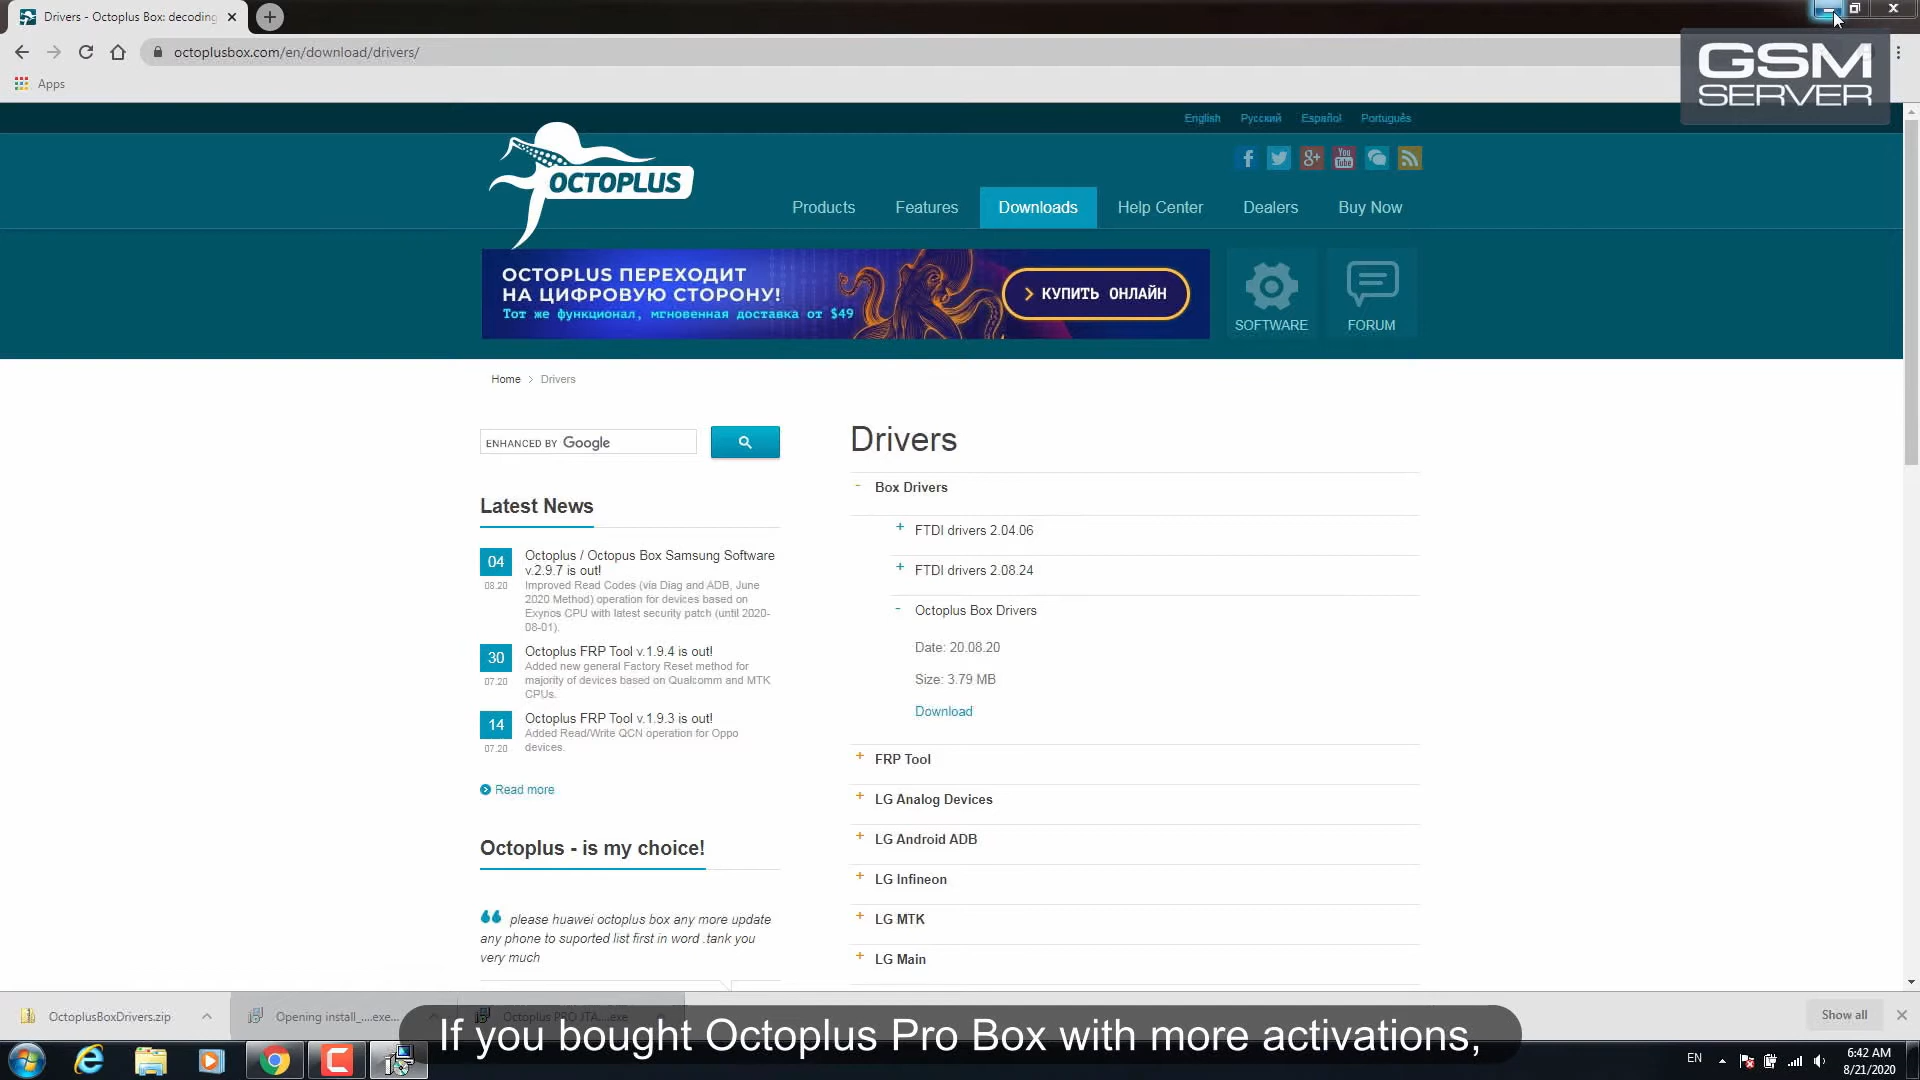 Drivers - Octoplus Box: decoding
octoplusbox.com/en/download/drivers/
Apps
GSM
SERVER
English Русский Español Português
OCTOPLUS
Products Features Downloads Help Center Dealers Buy Now
OCTOPLUS ПЕРЕХОДИТ
НА ЦИФРОВУЮ СТОРОНУ!
Тот же функционал, мгновенная доставка от $49
КУПИТЬ ОНЛАЙН
SOFTWARE
FORUM
Home > Drivers
ENHANCED BY Google
Latest News
04
08.20
Octoplus / Octopus Box Samsung Software
v.2.9.7 is out!
Improved Read Codes (via Diag and ADB, June
2020 Method) operation for devices based on
Exynos CPU with latest security patch (until 2020-
08-01).
30
07.20
Octoplus FRP Tool v.1.9.4 is out!
Added new general Factory Reset method for
majority of devices based on Qualcomm and MTK
CPUs.
14
07.20
Octoplus FRP Tool v.1.9.3 is out!
Added Read/Write QCN operation for Oppo
devices.
Read more
Octoplus - is my choice!
please huawei octoplus box any more update
any phone to suported list first in word .tank you
very much
Drivers
- Box Drivers
+ FTDI drivers 2.04.06
+ FTDI drivers 2.08.24
- Octoplus Box Drivers
Date: 20.08.20
Size: 3.79 MB
Download
+ FRP Tool
+ LG Analog Devices
+ LG Android ADB
+ LG Infineon
+ LG MTK
+ LG Main
OctoplusBoxDrivers.zip
Opening install_....exe...
Octoplus PRO JTA....exe
Show all
If you bought Octoplus Pro Box with more activations,
EN
6:42 AM
8/21/2020